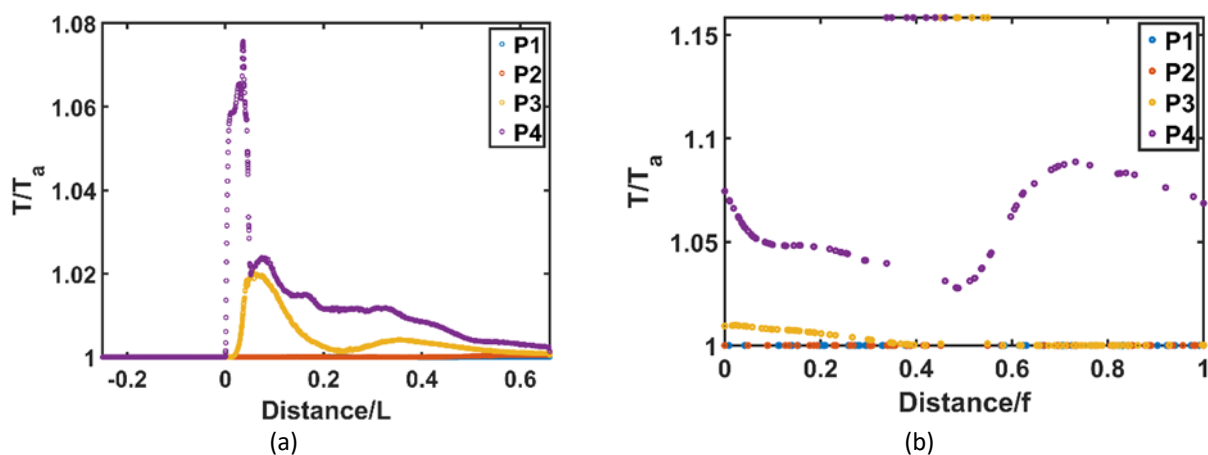 1.08
1.06
1.04
1.02
1
T/Ta
-0.2 0 0.2 0.4 0.6
Distance/L
P1
P2
P3
P4
(a)
1.15
1.1
1.05
1
T/Ta
0 0.2 0.4 0.6 0.8 1
Distance/f
P1
P2
P3
P4
(b)